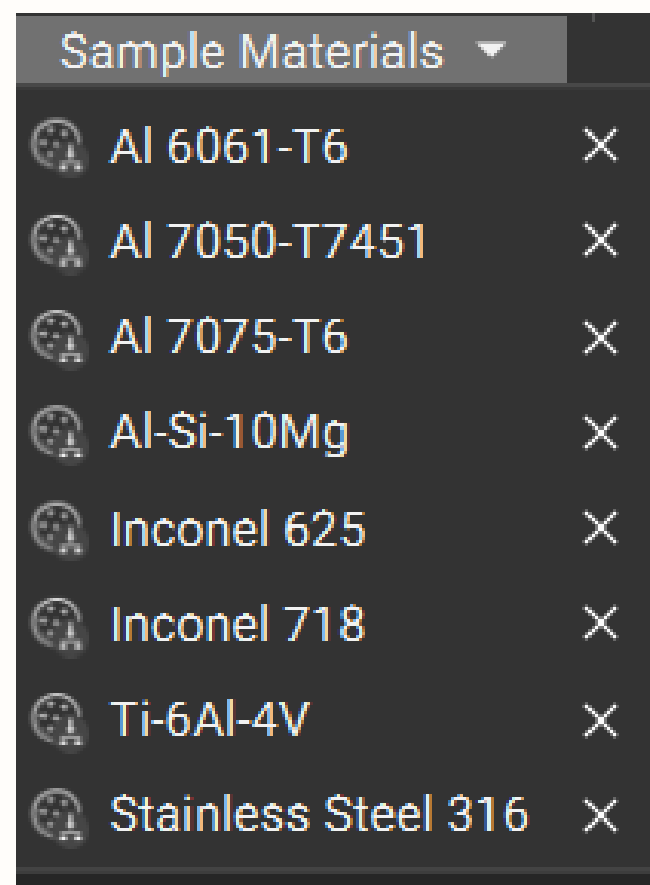 Sample Materials
Al 6061-T6
Al 7050-T7451
Al 7075-T6
Al-Si-10Mg
Inconel 625
Inconel 718
Ti-6Al-4V
Stainless Steel 316